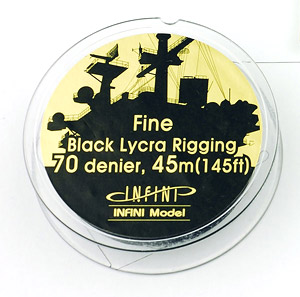 Fine
Black Lycra Rigging
70 denier, 45m(145ft)
INFINI
INFINI Model